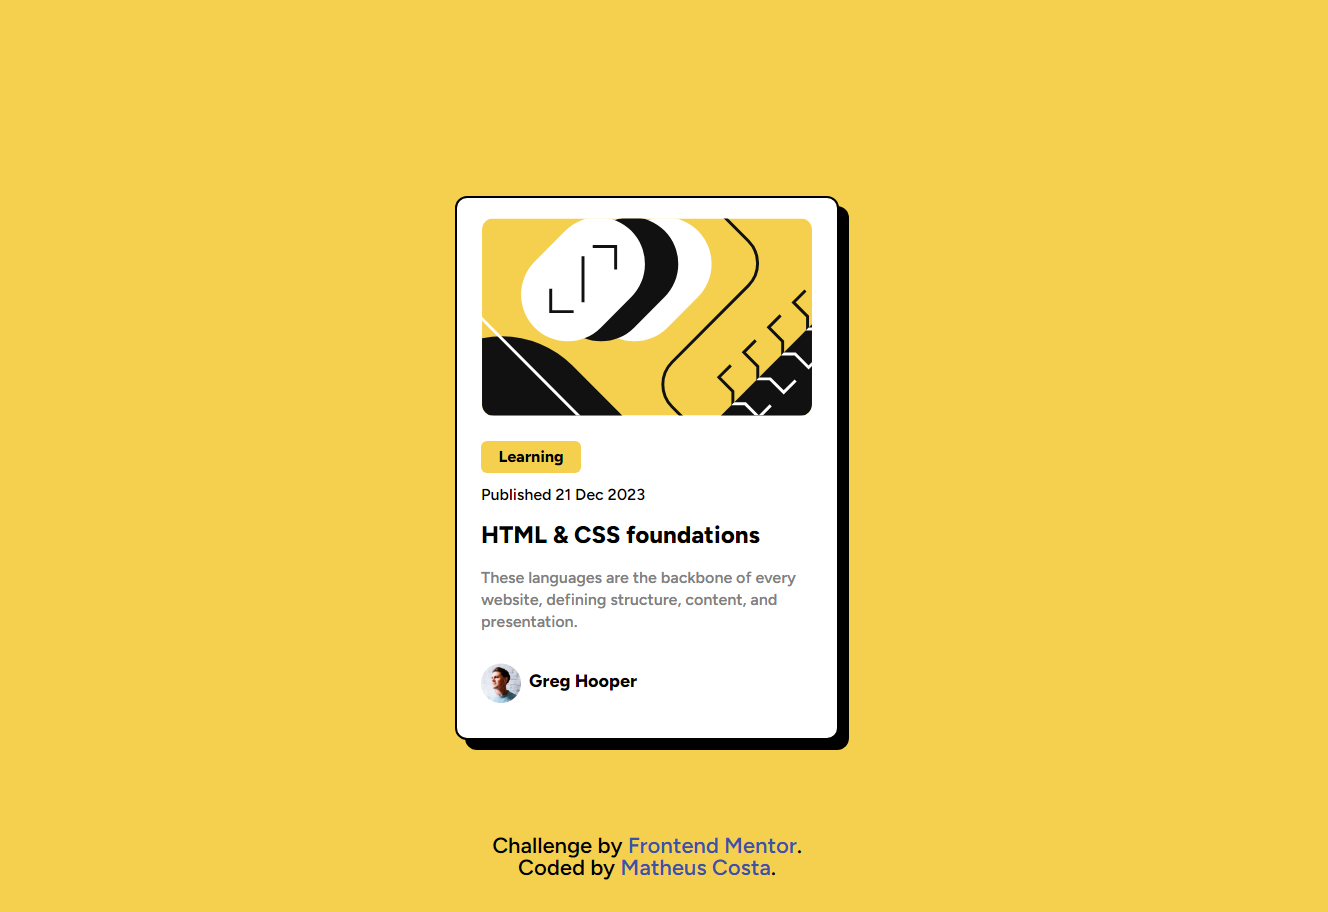 Learning
Published 21 Dec 2023
HTML & CSS foundations
These languages are the backbone of every
website, defining structure, content, and
presentation.
Greg Hooper
Challenge by Frontend Mentor.
Coded by Matheus Costa.